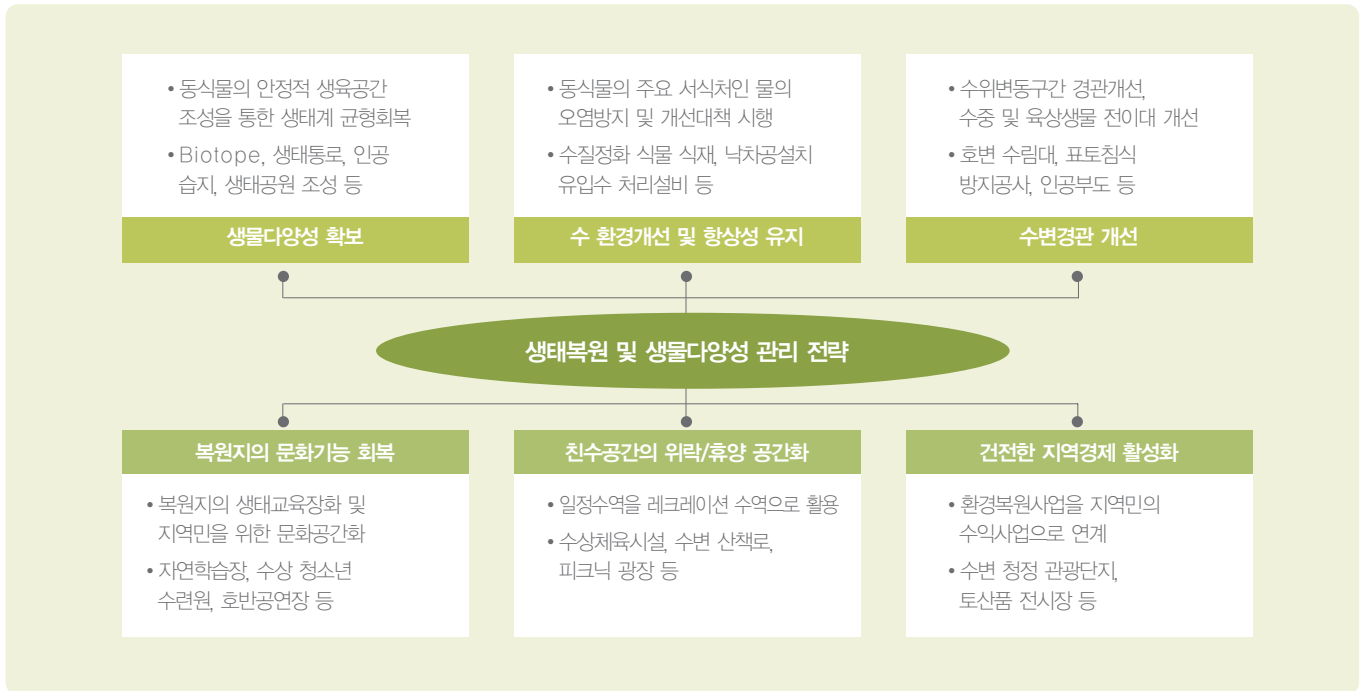 • 동식물의 안정적 생육공간
조성을 통한 생태계 균형회복
• Biotope, 생태통로, 인공
습지, 생태공원 조성 등
생물다양성 확보
• 동식물의 주요 서식처인 물의
오염방지 및 개선대책 시행
• 수질정화 식물 식재, 낙차공설치
유입수 처리설비 등
수 환경개선 및 항상성 유지
• 수위변동구간 경관개선,
수중 및 육상생물 전이대 개선
• 호변 수림대, 표토침식
방지공사, 인공부도 등
수변경관 개선
생태복원 및 생물다양성 관리 전략
복원지의 문화기능 회복
• 복원지의 생태교육장화 및
지역민을 위한 문화공간화
• 자연학습장, 수상 청소년
수련원, 호반공연장 등
친수공간의 위락/휴양 공간화
• 일정수역을 레크레이션 수역으로 활용
• 수상체육시설, 수변 산책로,
피크닉 광장 등
건전한 지역경제 활성화
• 환경복원사업을 지역민의
수익사업으로 연계
• 수변 청정 관광단지,
토산품 전시장 등